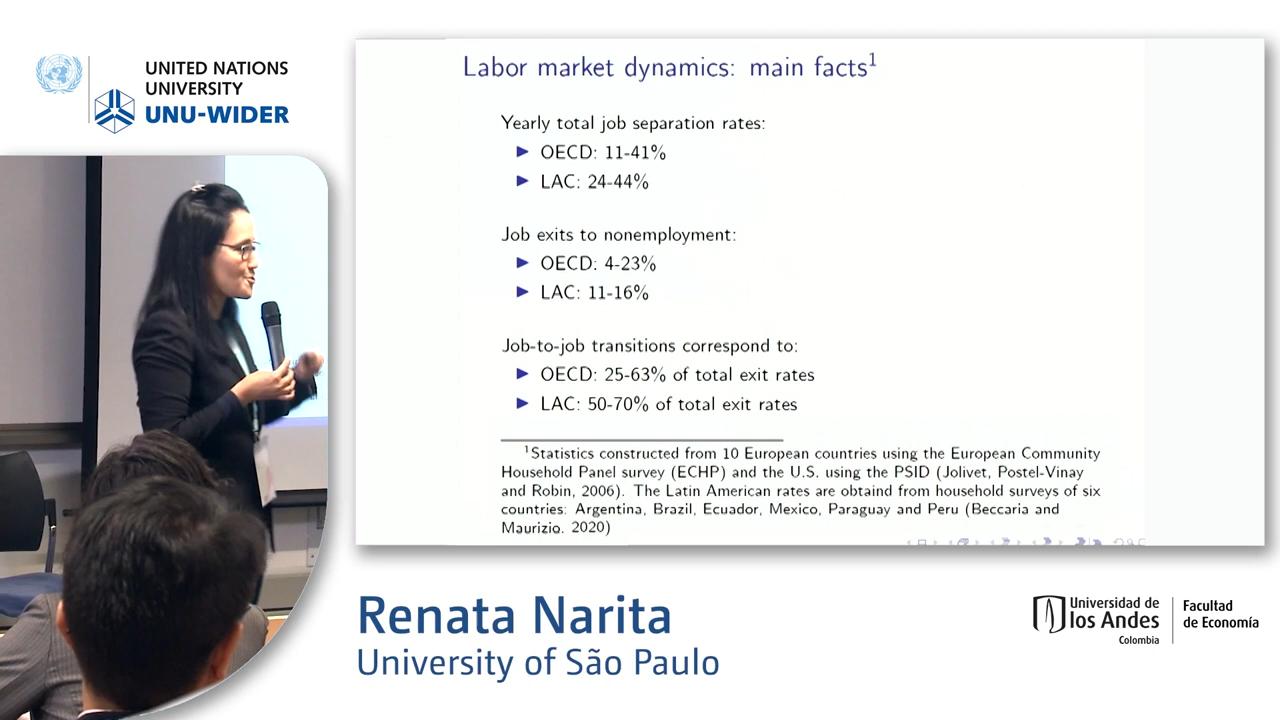 UNITED NATIONS
UNIVERSITY
UNU-WIDER
Labor market dynamics: main facts¹
Yearly total job separation rates:
▶ OECD: 11-41%
▶ LAC: 24-44%
Job exits to nonemployment:
▶ OECD: 4-23%
▶ LAC: 11-16%
Job-to-job transitions correspond to:
▶ OECD: 25-63% of total exit rates
▶ LAC: 50-70% of total exit rates
¹Statistics constructed from 10 European countries using the European Community
Household Panel survey (ECHP) and the U.S. using the PSID (Jolivet, Postel-Vinay
and Robin, 2006). The Latin American rates are obtaind from household surveys of six
countries: Argentina, Brazil, Ecuador, Mexico, Paraguay and Peru (Beccaria and
Maurizio. 2020)
Renata Narita
University of São Paulo
Universidad de
los Andes
Colombia
Facultad
de Economía